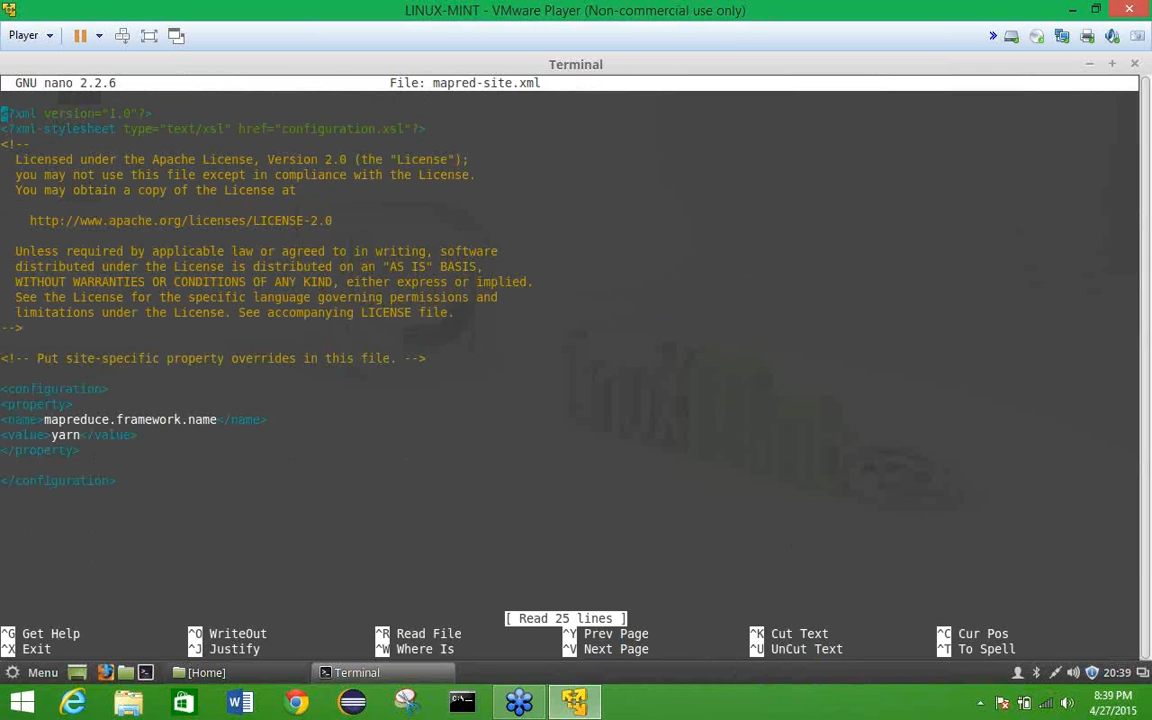 LINUX-MINT - VMware Player (Non-commercial use only)
Player
Terminal
GNU nano 2.2.6 File: mapred-site.xml
<?xml version="1.0"?>
<?xml-stylesheet type="text/xsl" href="configuration.xsl"?>
<!--
Licensed under the Apache License, Version 2.0 (the "License");
you may not use this file except in compliance with the License.
You may obtain a copy of the License at
http://www.apache.org/licenses/LICENSE-2.0
Unless required by applicable law or agreed to in writing, software
distributed under the License is distributed on an "AS IS" BASIS,
WITHOUT WARRANTIES OR CONDITIONS OF ANY KIND, either express or implied.
See the License for the specific language governing permissions and
limitations under the License. See accompanying LICENSE file.
-->
<!-- Put site-specific property overrides in this file. -->
<configuration>
<property>
<name>mapreduce.framework.name</name>
<value>yarn</value>
</property>
</configuration>
[ Read 25 lines ]
^G Get Help ^O WriteOut ^R Read File ^Y Prev Page ^K Cut Text ^C Cur Pos
^X Exit ^J Justify ^W Where Is ^V Next Page ^U UnCut Text ^T To Spell
Menu [Home] Terminal 20:39
8:39 PM
4/27/2015